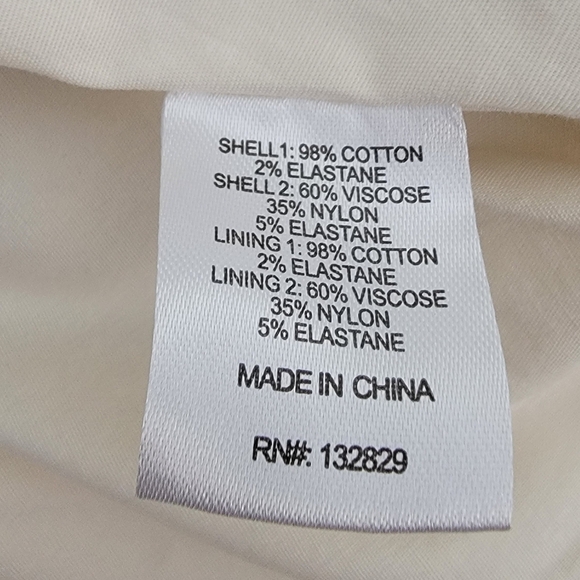 SHELL1: 98% COTTON
2% ELASTANE
SHELL 2: 60% VISCOSE
35% NYLON
5% ELASTANE
LINING 1: 98% COTTON
2% ELASTANE
LINING 2: 60% VISCOSE
35% NYLON
5% ELASTANE
MADE IN CHINA
RN#: 132829